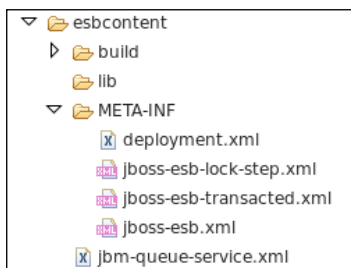 esbcontent
build
lib
META-INF
deployment.xml
jboss-esb-lock-step.xml
jboss-esb-transacted.xml
jboss-esb.xml
jbm-queue-service.xml